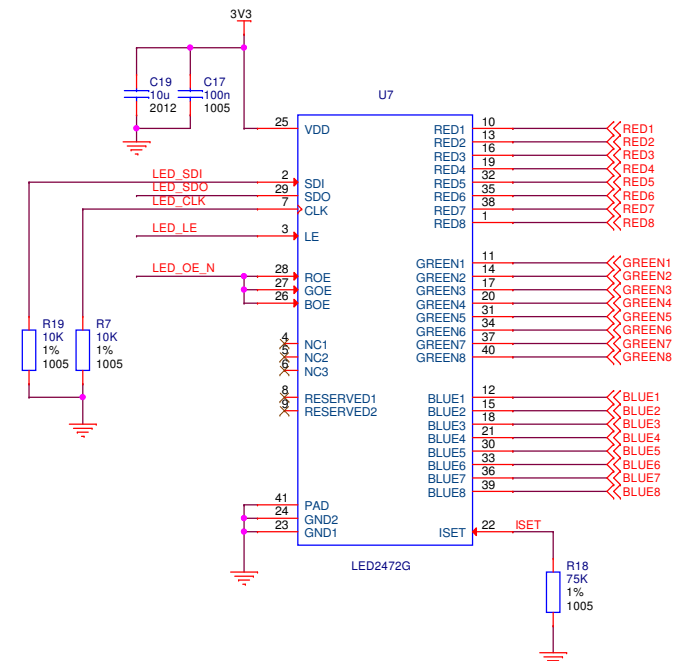 3V3
C19
10u
2012
C17
100n
1005
U7
25
VDD
LED_SDI
2
SDI
LED_SDO
29
SDO
LED_CLK
7
CLK
LED_LE
3
LE
LED_OE_N
28
ROE
27
GOE
26
BOE
4
NC1
5
NC2
6
NC3
8
RESERVED1
9
RESERVED2
41
PAD
24
GND2
23
GND1
R19
10K
1%
1005
R7
10K
1%
1005
RED1 10 RED1
RED2 13 RED2
RED3 16 RED3
RED4 19 RED4
RED5 32 RED5
RED6 35 RED6
RED7 38 RED7
RED8 1 RED8
GREEN1 11 GREEN1
GREEN2 14 GREEN2
GREEN3 17 GREEN3
GREEN4 20 GREEN4
GREEN5 31 GREEN5
GREEN6 34 GREEN6
GREEN7 37 GREEN7
GREEN8 40 GREEN8
BLUE1 12 BLUE1
BLUE2 15 BLUE2
BLUE3 18 BLUE3
BLUE4 21 BLUE4
BLUE5 30 BLUE5
BLUE6 33 BLUE6
BLUE7 36 BLUE7
BLUE8 39 BLUE8
ISET 22 ISET
LED2472G
R18
75K
1%
1005